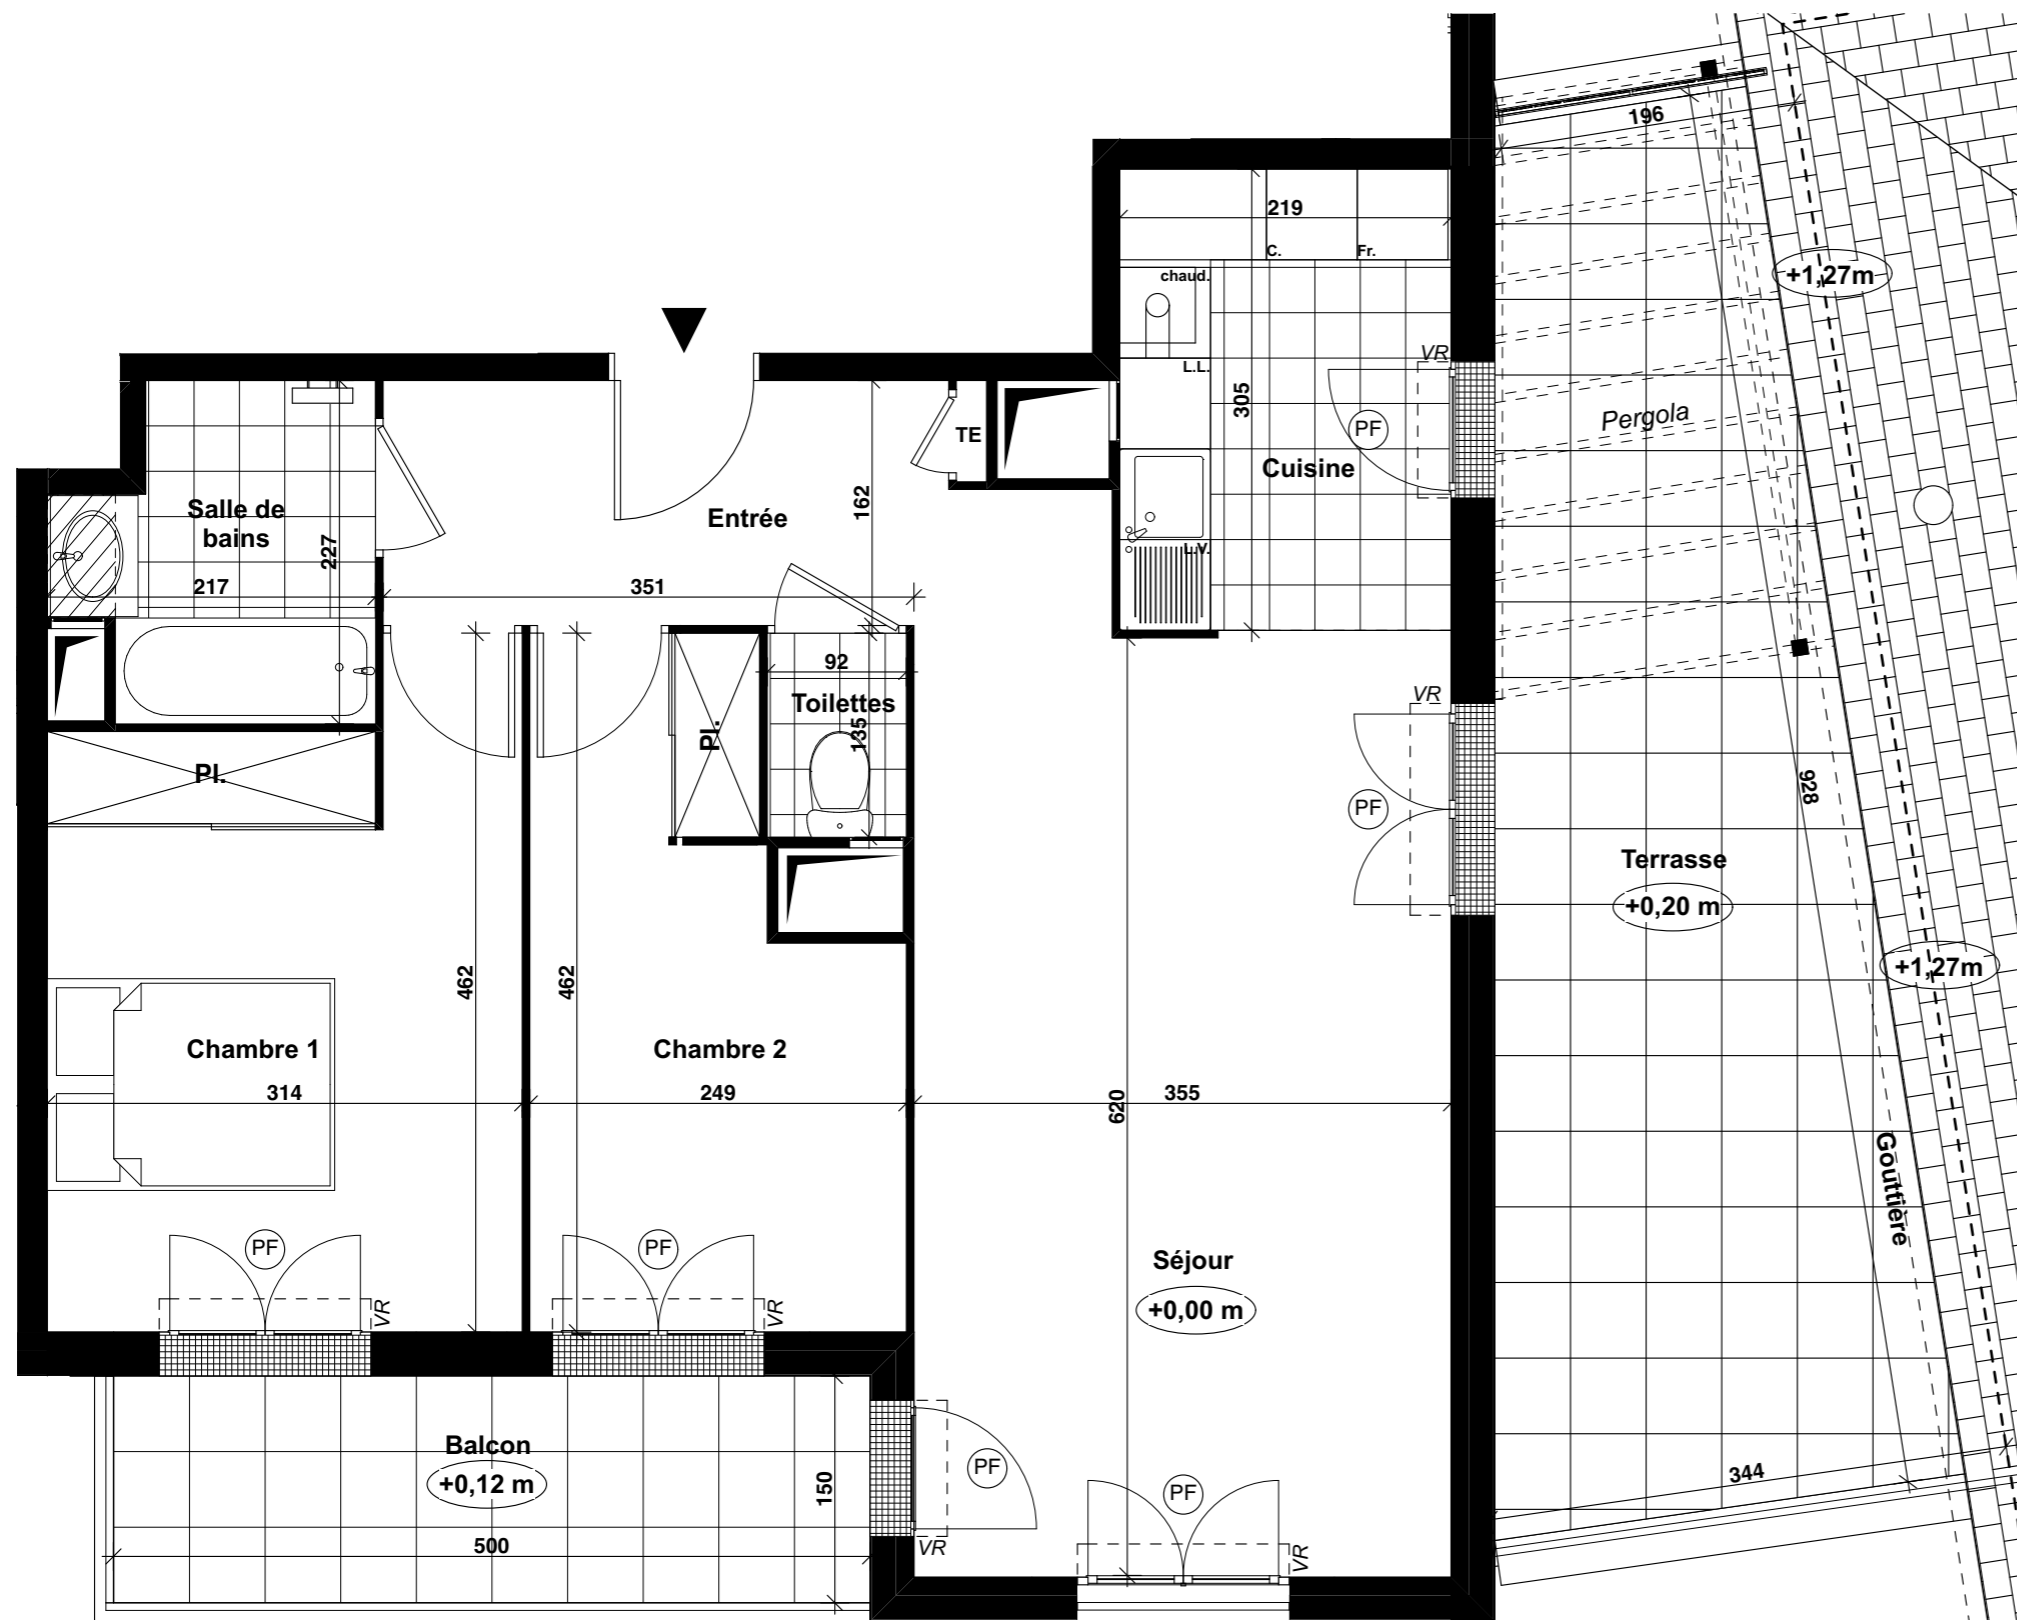 196
219
C.
Fr.
chaud.
+1,27m
VR
L.L.
305
Pergola
PF
TE
Cuisine
162
Salle de
bains
Entrée
227
L.V.
217
351
92
Toilettes
VR
135
Pl.
Pl.
928
PF
Terrasse
+0,20 m
+1,27m
462
462
Chambre 1
Chambre 2
314
249
620
355
Gouttière
PF
PF
Séjour
+0,00 m
VR
VR
Balcon
+0,12 m
150
PF
PF
344
500
VR
VR